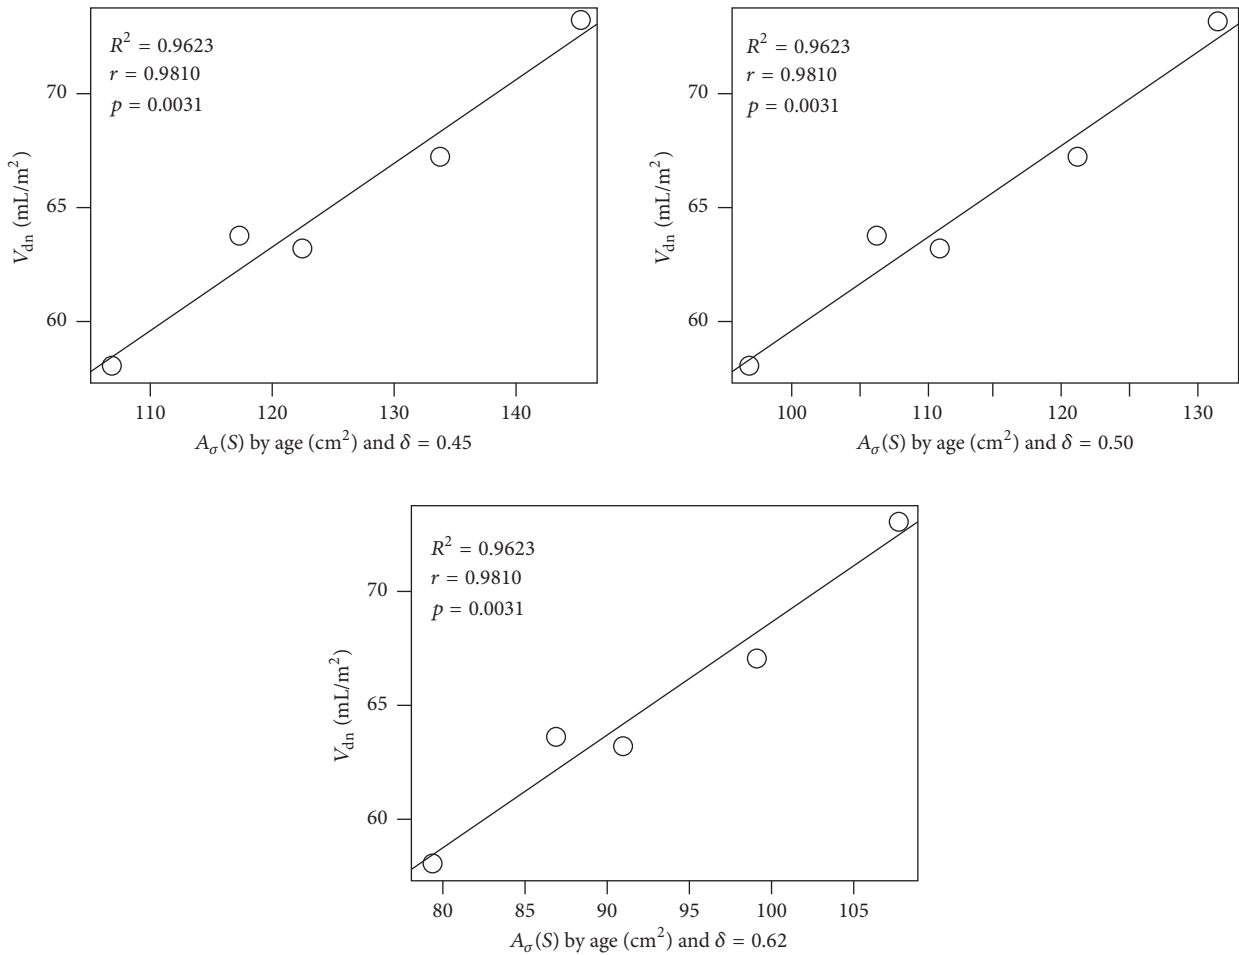 R² = 0.9623
r = 0.9810
p = 0.0031
70
65
60
V_dn (mL/m²)
110 120 130 140
A_σ(S) by age (cm²) and δ = 0.45
R² = 0.9623
r = 0.9810
p = 0.0031
70
65
60
V_dn (mL/m²)
100 110 120 130
A_σ(S) by age (cm²) and δ = 0.50
R² = 0.9623
r = 0.9810
p = 0.0031
70
65
60
V_dn (mL/m²)
80 85 90 95 100 105
A_σ(S) by age (cm²) and δ = 0.62